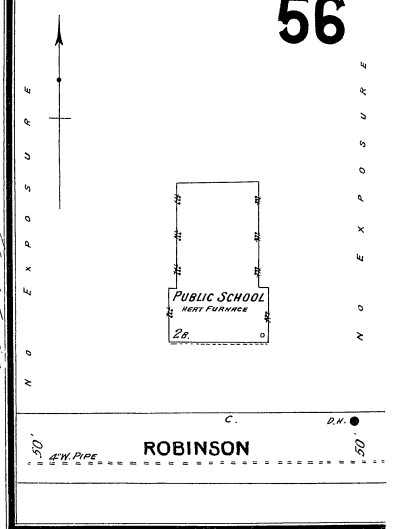 56
NO EXPOSURE
NO EXPOSURE
PUBLIC SCHOOL
HEAT FURNACE
2B.
C.
D.H.
50'
ROBINSON
50'
4" W. PIPE